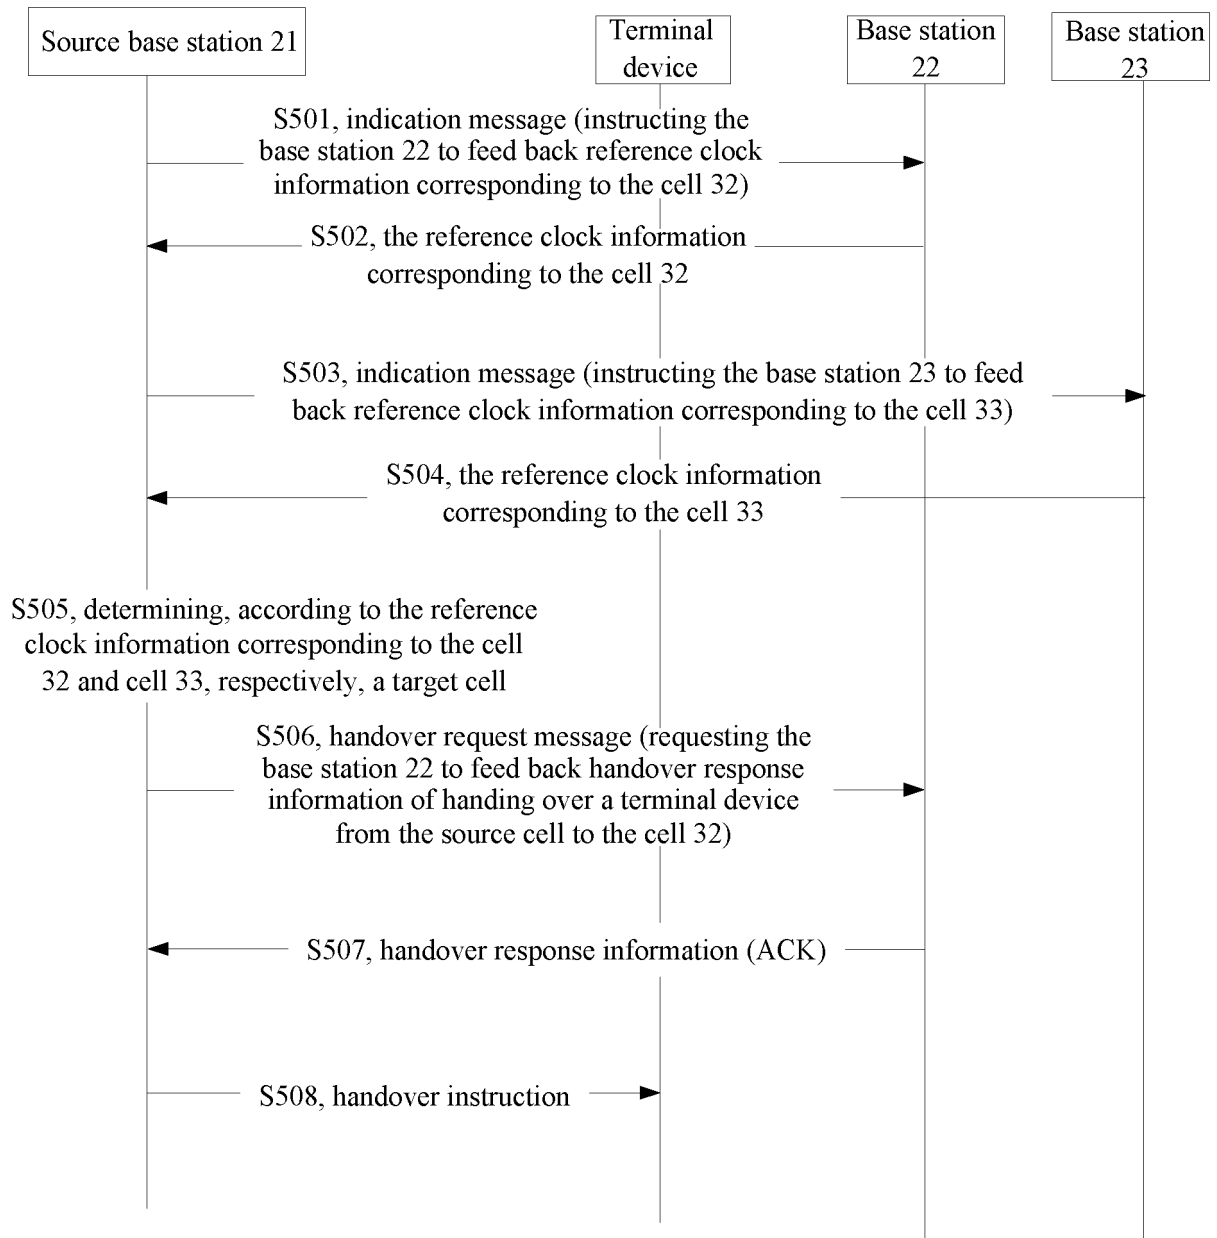 Source base station 21
Terminal
device
Base station
22
Base station
23
S501, indication message (instructing the
base station 22 to feed back reference clock
information corresponding to the cell 32)
S502, the reference clock information
corresponding to the cell 32
S503, indication message (instructing the base station 23 to feed
back reference clock information corresponding to the cell 33)
S504, the reference clock information
corresponding to the cell 33
S505, determining, according to the reference
clock information corresponding to the cell
32 and cell 33, respectively, a target cell
S506, handover request message (requesting the
base station 22 to feed back handover response
information of handing over a terminal device
from the source cell to the cell 32)
S507, handover response information (ACK)
S508, handover instruction